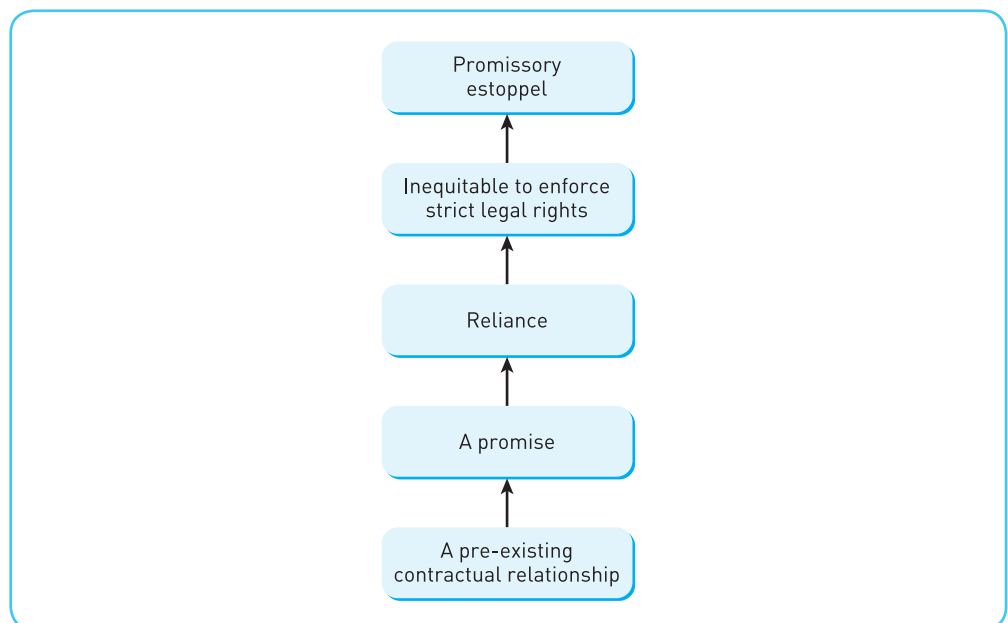 Promissory
estoppel
Inequitable to enforce
strict legal rights
Reliance
A promise
A pre-existing
contractual relationship